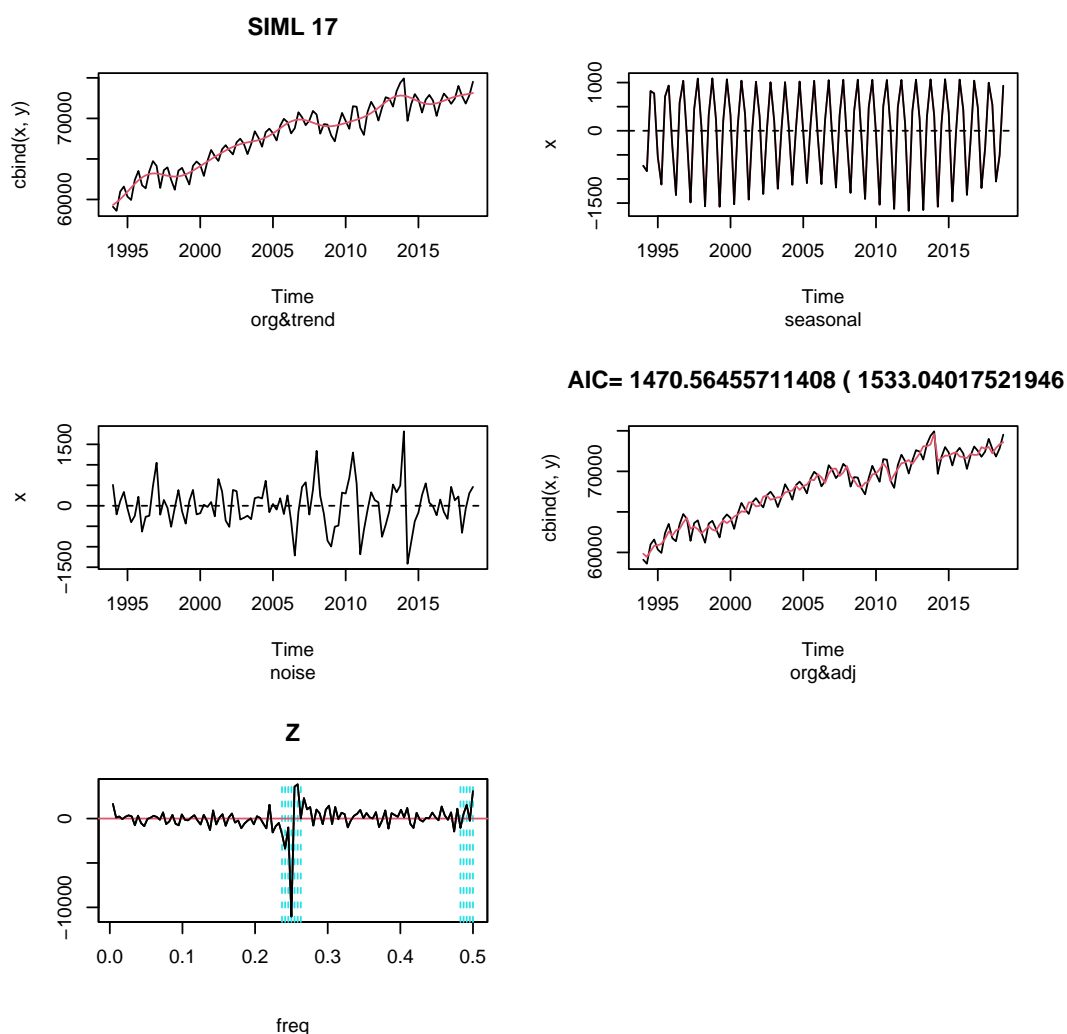 SIML 17
cbind(x, y)
60000 70000
1995 2000 2005 2010 2015
Time
org&trend
x
−1500 0 1000
1995 2000 2005 2010 2015
Time
seasonal
x
−1500 0 1500
1995 2000 2005 2010 2015
Time
noise
AIC= 1470.56455711408 ( 1533.04017521946
cbind(x, y)
60000 70000
1995 2000 2005 2010 2015
Time
org&adj
Z
−10000 0
0.0 0.1 0.2 0.3 0.4 0.5
freq